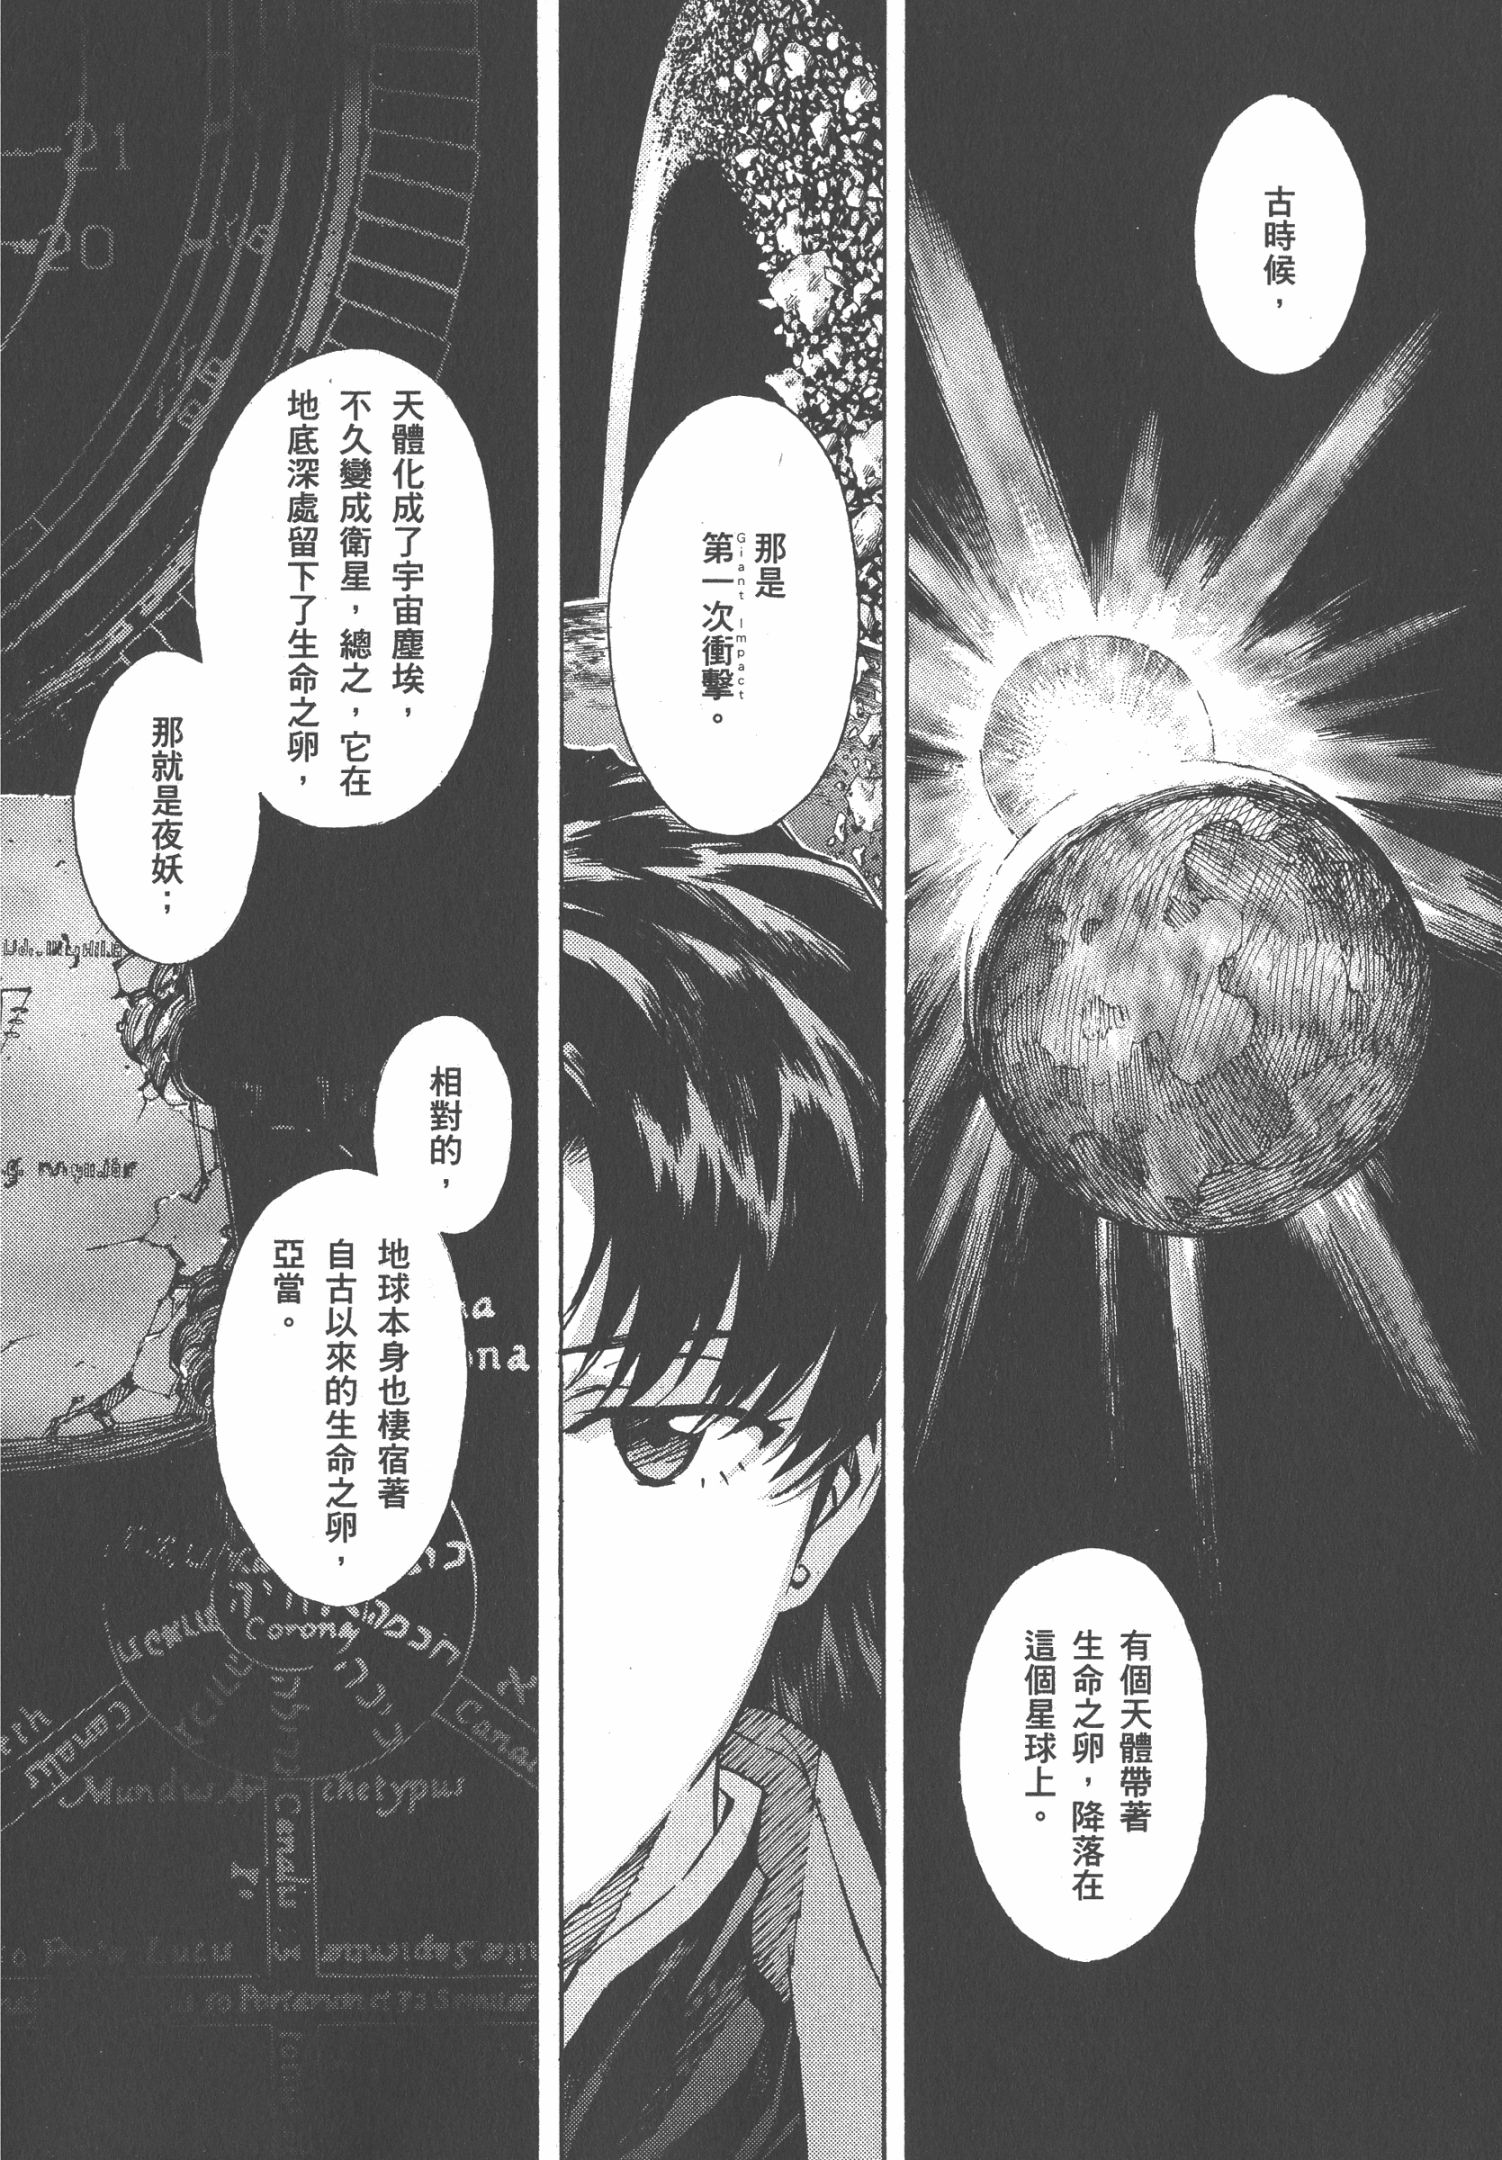 古時候，
有個天體帶著
生命之卵，降落在
這個星球上。
那是
第一次衝擊。
Giant Impact
天體化成了宇宙塵埃，
不久變成衛星，總之，它在
地底深處留下了生命之卵，
那就是夜妖；
相對的，
地球本身也棲宿著
自古以來的生命之卵，
亞當。
21
20
Corona
Mundus Ar
chetypus